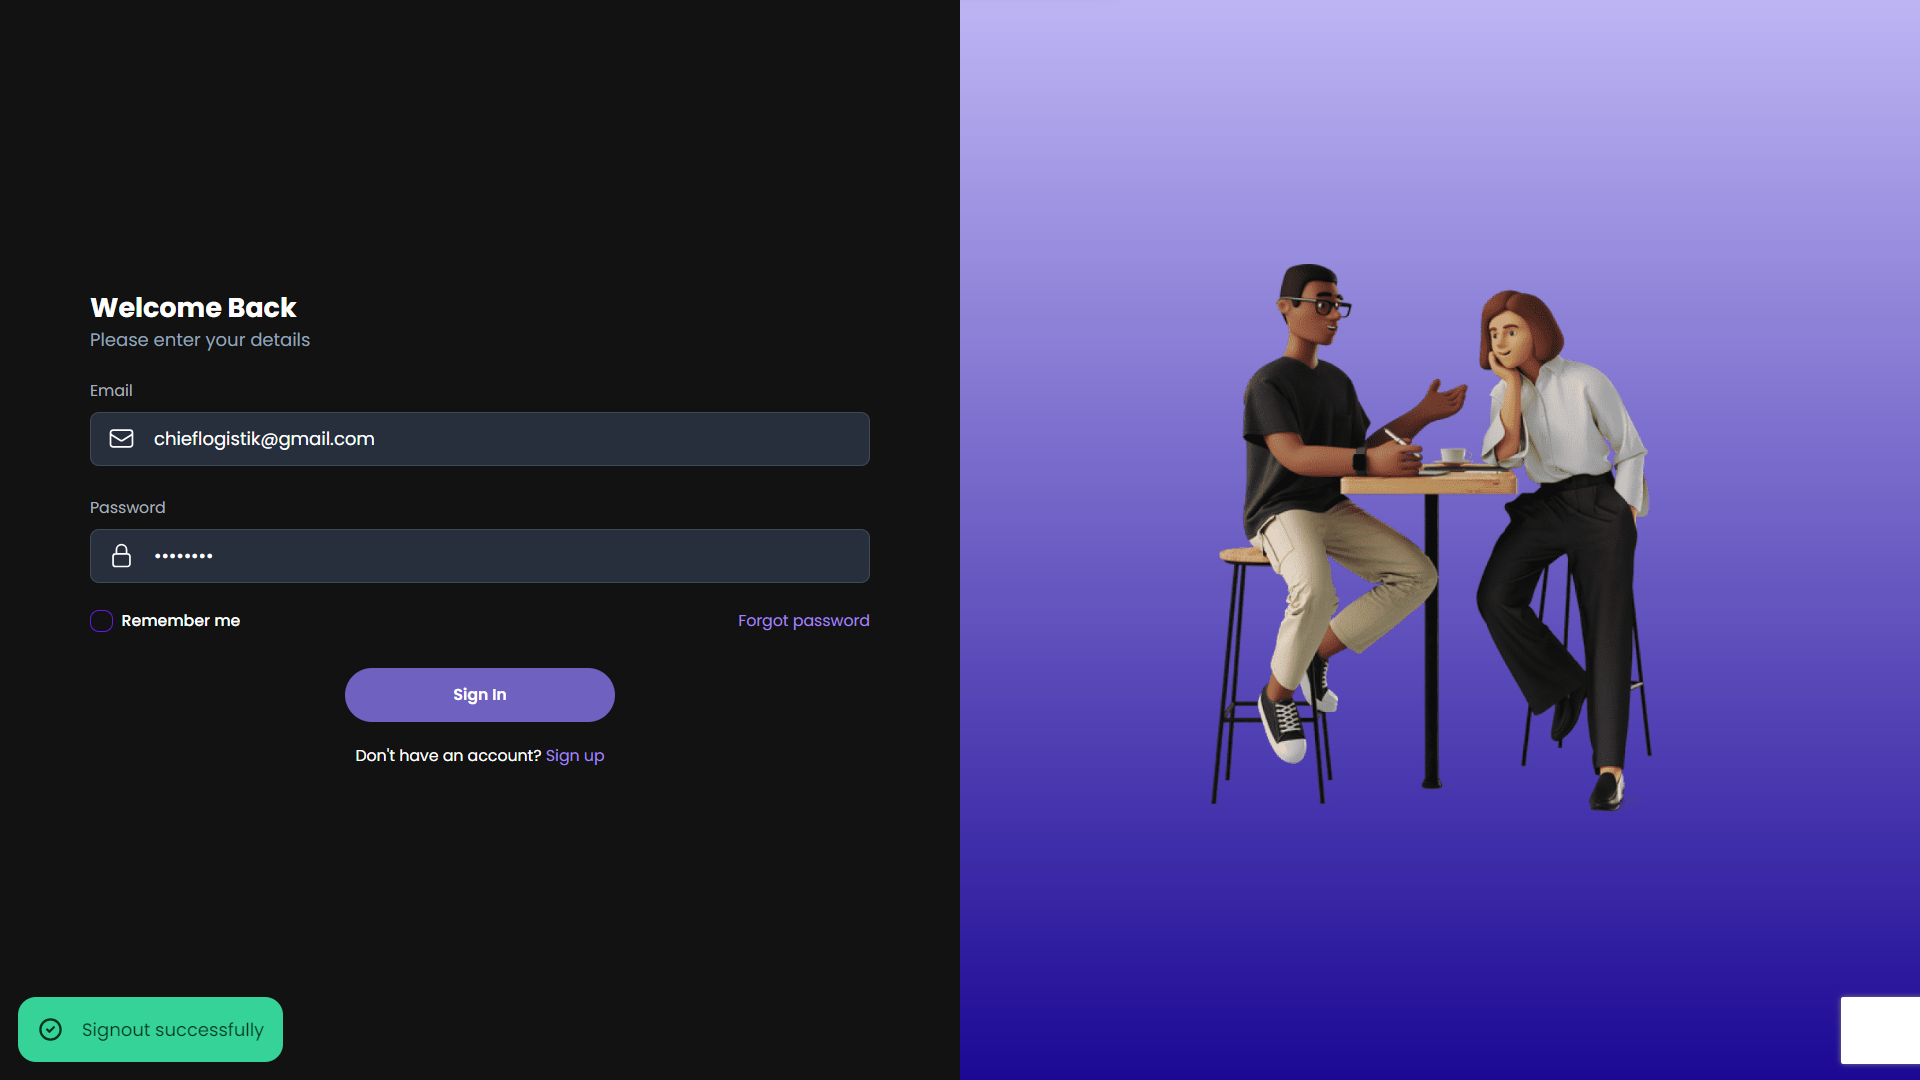 Welcome Back
Please enter your details
Email
chieflogistik@gmail.com
Password
••••••••
Remember me
Forgot password
Sign In
Don't have an account? Sign up
Signout successfully